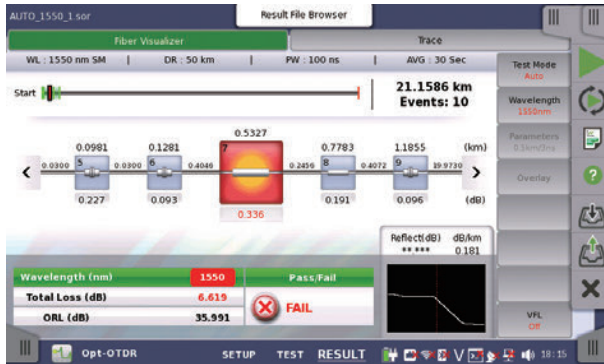 AUTO_1550_1.sor
Result File Browser
Fiber Visualizer
Trace
WL : 1550 nm SM | DR : 50 km | PW : 100 ns | AVG : 30 Sec
Start
21.1586 km
Events: 10
0.0981 0.1281 0.5327 0.7783 1.1855 (km)
0.0300 5 0.0300 6 0.4046 7 0.2456 8 0.4072 9 19.9730
0.227 0.093 0.336 0.191 0.096 (dB)
Reflect(dB) dB/km
**.*** 0.181
Wavelength (nm) 1550 Pass/Fail
Total Loss (dB) 6.619
ORL (dB) 35.991
FAIL
Test Mode
Auto
Wavelength
1550nm
Parameters
0.5km/3ns
Overlay
VFL
Off
Opt-OTDR
SETUP TEST RESULT
18:15